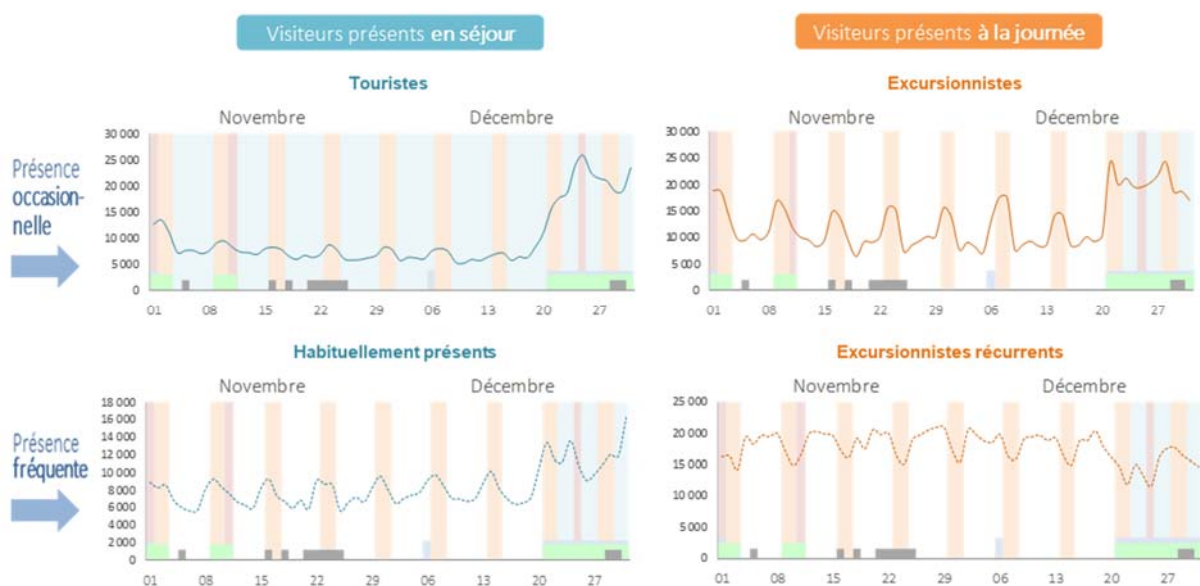 Visiteurs présents en séjour
Visiteurs présents à la journée
Touristes
Excursionnistes
Présence
occasion-
nelle
Novembre Décembre
30 000
25 000
20 000
15 000
10 000
5 000
0
01 08 15 22 29 06 13 20 27
Novembre Décembre
30 000
25 000
20 000
15 000
10 000
5 000
0
01 08 15 22 29 06 13 20 27
Habituellement présents
Excursionnistes récurrents
Présence
fréquente
Novembre Décembre
18 000
16 000
14 000
12 000
10 000
8 000
6 000
4 000
2 000
0
01 08 15 22 29 06 13 20 27
Novembre Décembre
25 000
20 000
15 000
10 000
5 000
0
01 08 15 22 29 06 13 20 27